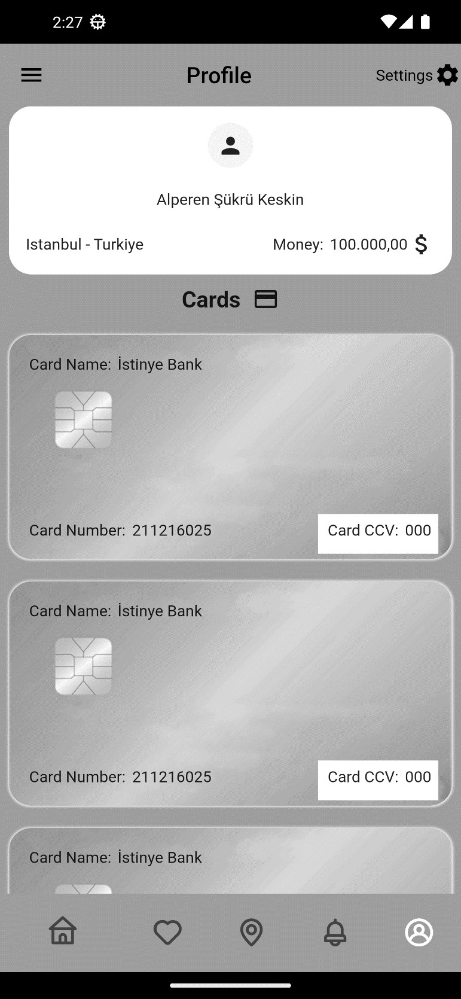 2:27
Profile
Settings
Alperen Şükrü Keskin
Istanbul - Turkiye
Money: 100.000,00 $
Cards
Card Name: İstinye Bank
Card Number: 211216025
Card CCV: 000
Card Name: İstinye Bank
Card Number: 211216025
Card CCV: 000
Card Name: İstinye Bank